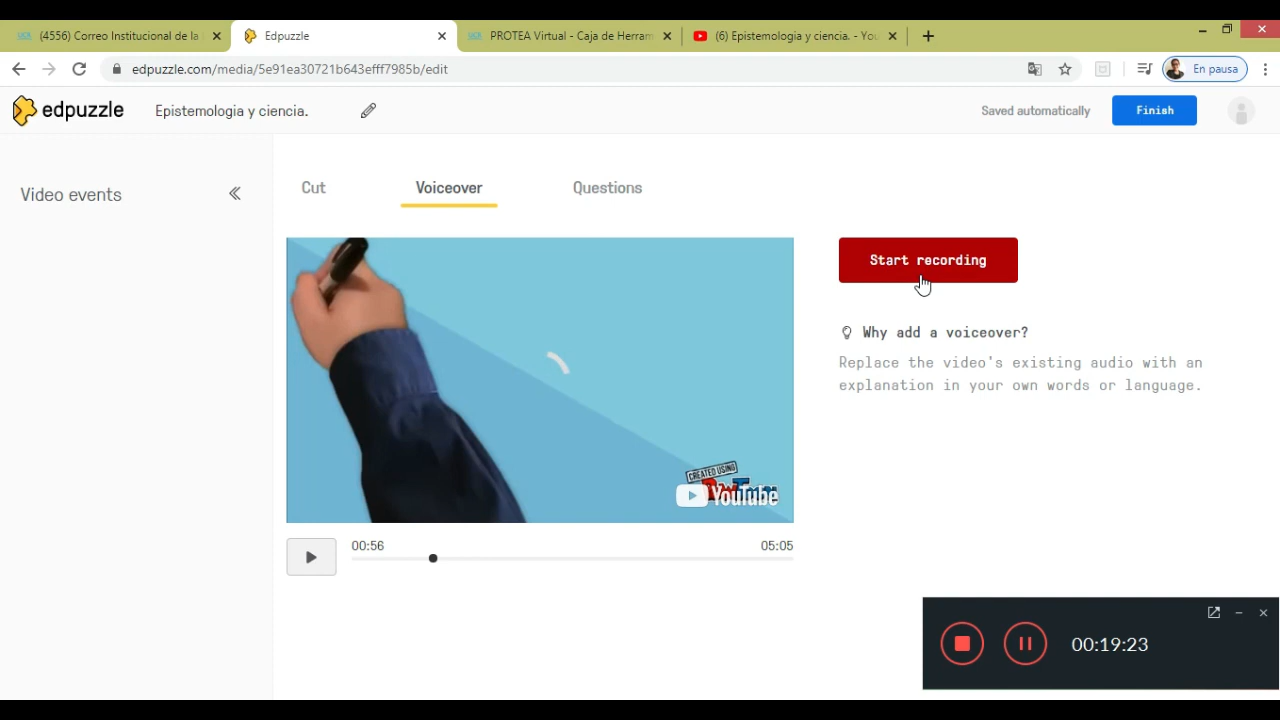 (4556) Correo Institucional de la
Edpuzzle
PROTEA Virtual - Caja de Herram
(6) Epistemologia y ciencia. - You
edpuzzle.com/media/5e91ea30721b643efff7985b/edit
En pausa
edpuzzle
Epistemologia y ciencia.
Saved automatically
Finish
Video events
Cut
Voiceover
Questions
Start recording
Why add a voiceover?
Replace the video's existing audio with an
explanation in your own words or language.
CREATED USING
YouTube
00:56
05:05
00:19:23